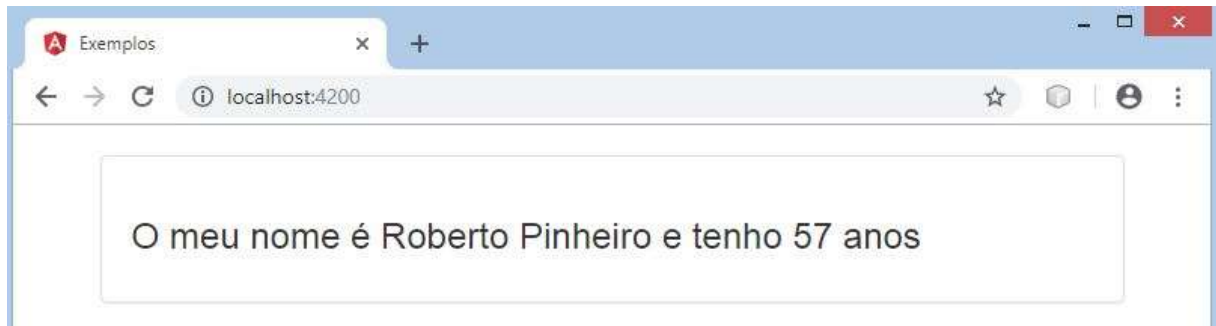 Exemplos
localhost:4200
O meu nome é Roberto Pinheiro e tenho 57 anos